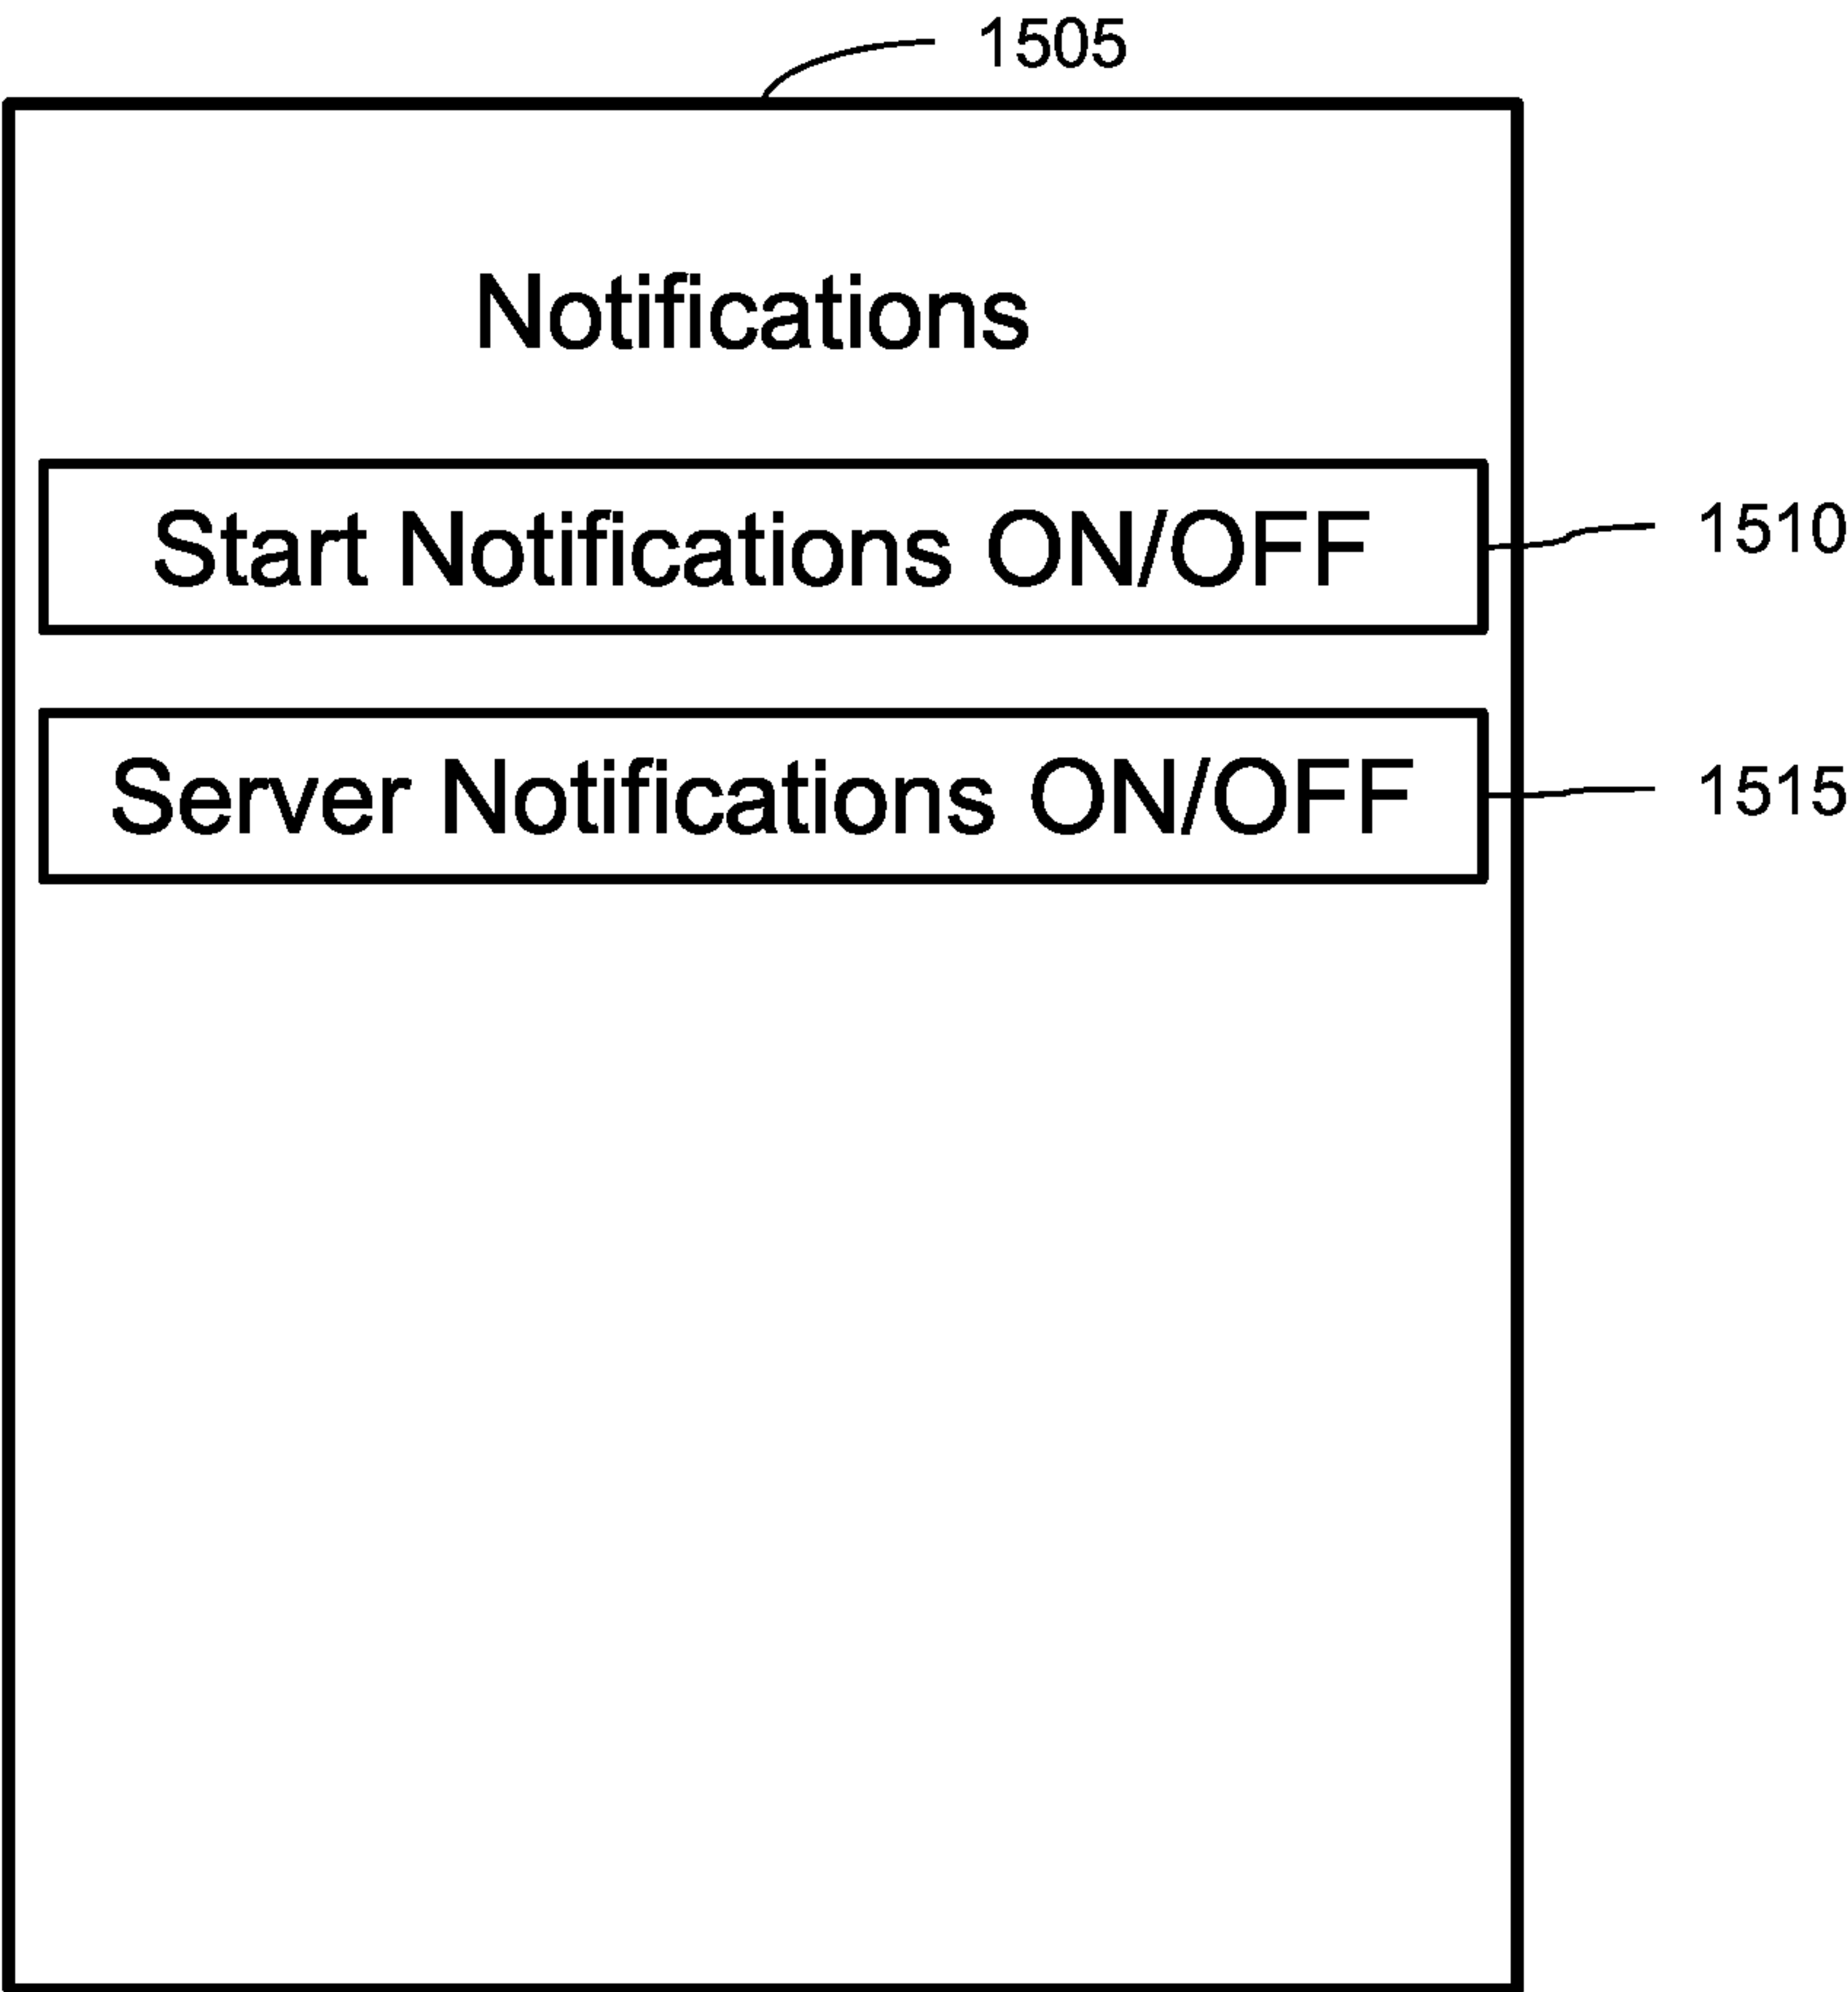 1505
Notifications
Start Notifications ON/OFF
1510
Server Notifications ON/OFF
1515